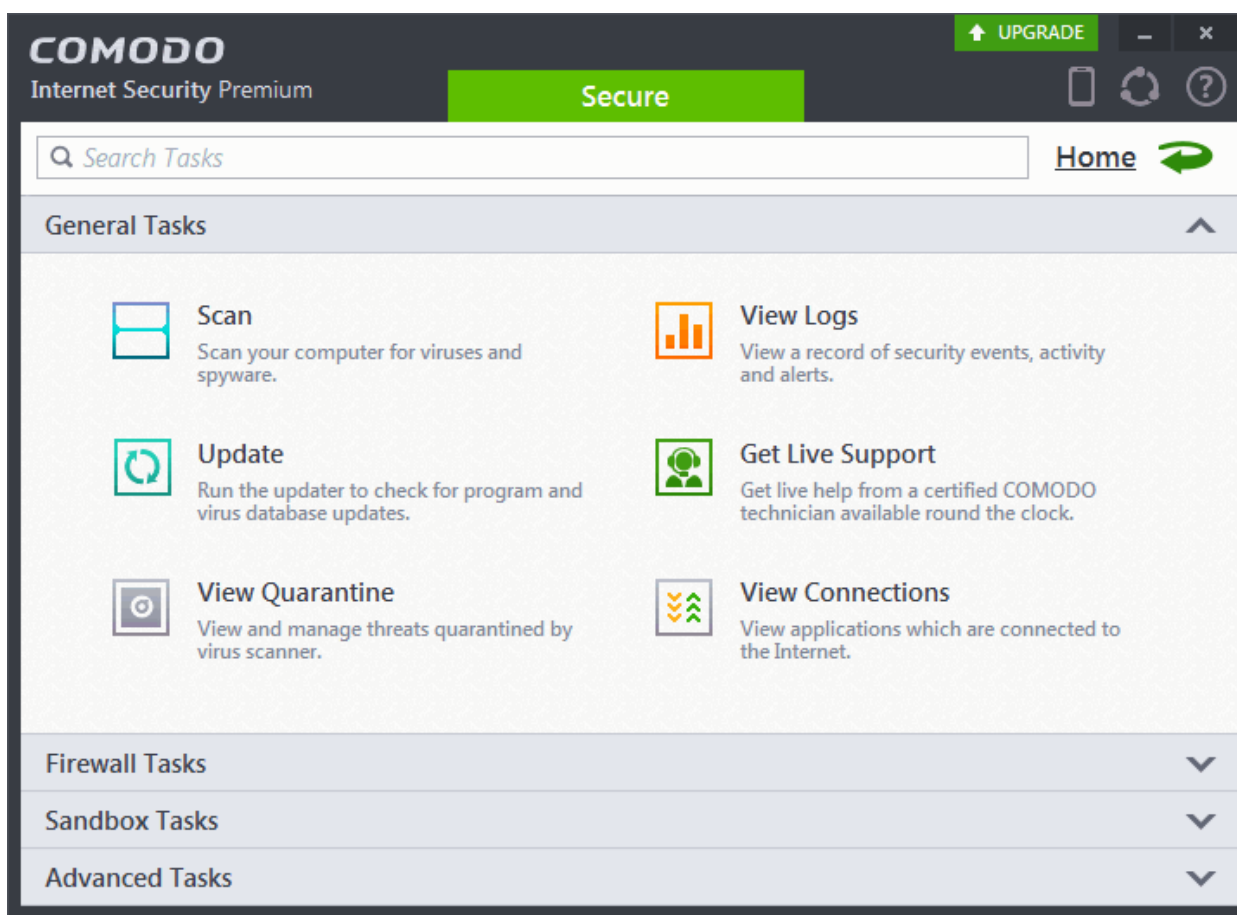 COMODO
Internet Security Premium
UPGRADE
Secure
Search Tasks
Home
General Tasks
Scan
Scan your computer for viruses and
spyware.
View Logs
View a record of security events, activity
and alerts.
Update
Run the updater to check for program and
virus database updates.
Get Live Support
Get live help from a certified COMODO
technician available round the clock.
View Quarantine
View and manage threats quarantined by
virus scanner.
View Connections
View applications which are connected to
the Internet.
Firewall Tasks
Sandbox Tasks
Advanced Tasks